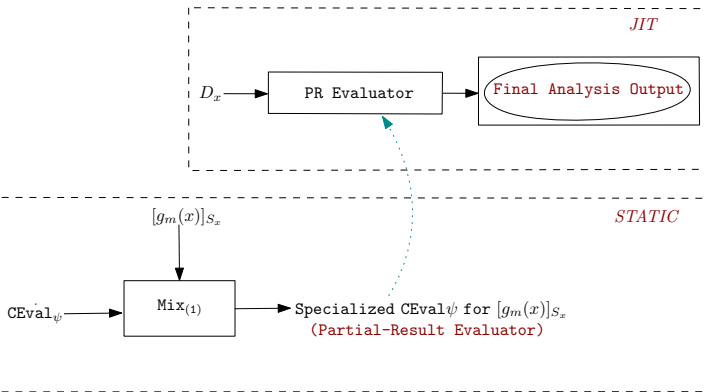 JIT
D_x
PR Evaluator
Final Analysis Output
STATIC
[g_m(x)]_{S_x}
CEval_ψ
Mix_{(1)}
Specialized CEvalψ for [g_m(x)]_{S_x}
(Partial-Result Evaluator)